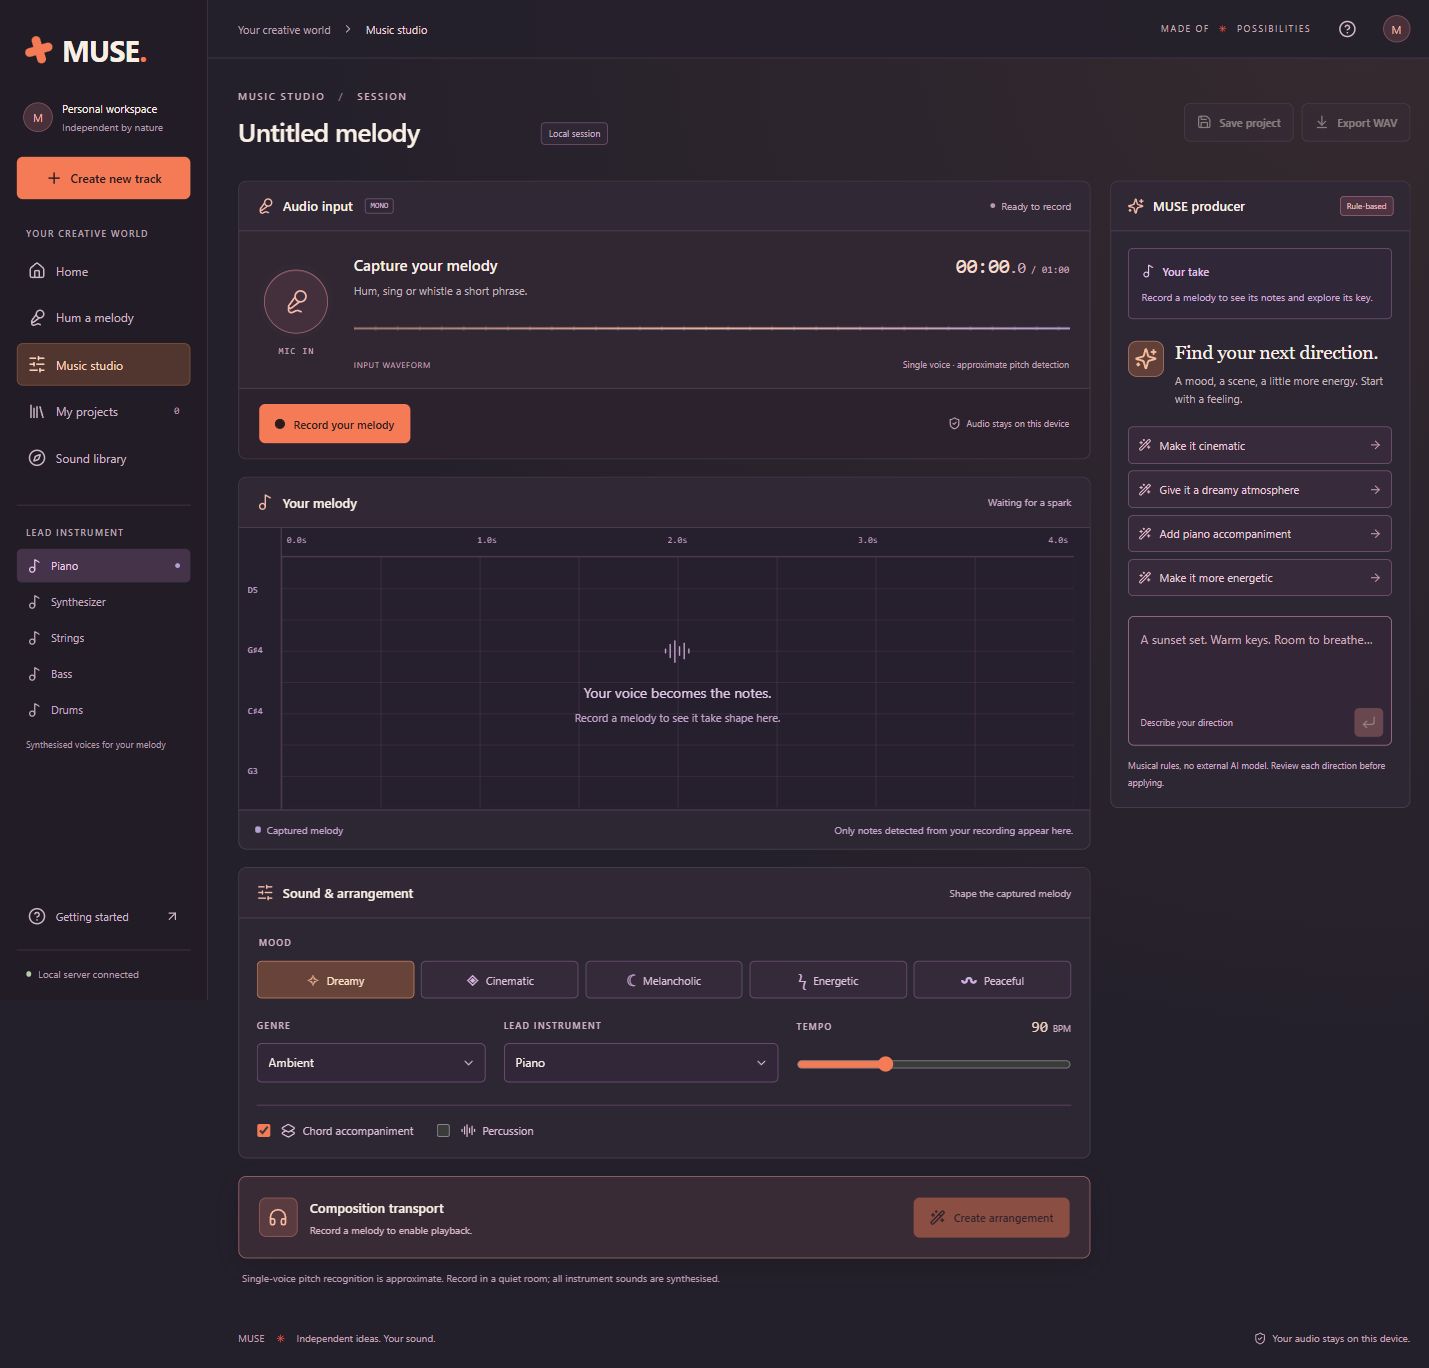 MUSE.
M
Personal workspace
Independent by nature
Create new track
YOUR CREATIVE WORLD
Home
Hum a melody
Music studio
My projects 0
Sound library
LEAD INSTRUMENT
Piano
Synthesizer
Strings
Bass
Drums
Synthesised voices for your melody
Getting started
Local server connected
Your creative world > Music studio
MADE OF ✳ POSSIBILITIES
M
MUSIC STUDIO / SESSION
Untitled melody
Local session
Save project
Export WAV
Audio input MONO
Ready to record
MIC IN
Capture your melody
00:00.0 / 01:00
Hum, sing or whistle a short phrase.
INPUT WAVEFORM
Single voice · approximate pitch detection
Record your melody
Audio stays on this device
Your melody
Waiting for a spark
0.0s 1.0s 2.0s 3.0s 4.0s
D5
G♯4
C♯4
G3
Your voice becomes the notes.
Record a melody to see it take shape here.
Captured melody
Only notes detected from your recording appear here.
Sound & arrangement
Shape the captured melody
MOOD
Dreamy
Cinematic
Melancholic
Energetic
Peaceful
GENRE
Ambient
LEAD INSTRUMENT
Piano
TEMPO
90 BPM
Chord accompaniment
Percussion
Composition transport
Record a melody to enable playback.
Create arrangement
Single-voice pitch recognition is approximate. Record in a quiet room; all instrument sounds are synthesised.
MUSE producer
Rule-based
Your take
Record a melody to see its notes and explore its key.
Find your next direction.
A mood, a scene, a little more energy. Start
with a feeling.
Make it cinematic
Give it a dreamy atmosphere
Add piano accompaniment
Make it more energetic
A sunset set. Warm keys. Room to breathe...
Describe your direction
Musical rules, no external AI model. Review each direction before
applying.
MUSE ✳ Independent ideas. Your sound.
Your audio stays on this device.